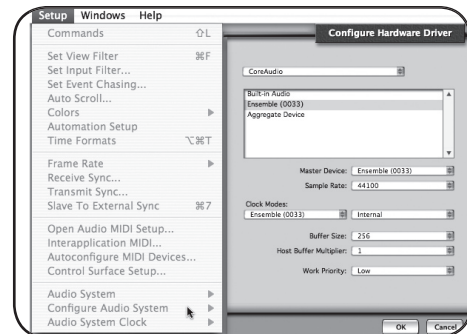 Setup Windows Help
Commands ⇧L
Set View Filter ⌘F
Set Input Filter...
Set Event Chasing...
Auto Scroll...
Colors
Automation Setup
Time Formats ⌥⌘T
Frame Rate
Receive Sync...
Transmit Sync...
Slave To External Sync ⌘7
Open Audio MIDI Setup...
Interapplication MIDI...
Autoconfigure MIDI Devices...
Control Surface Setup...
Audio System
Configure Audio System
Audio System Clock
Configure Hardware Driver
CoreAudio
Built-in Audio
Ensemble (0033)
Aggregate Device
Master Device: Ensemble (0033)
Sample Rate: 44100
Clock Modes:
Ensemble (0033) Internal
Buffer Size: 256
Host Buffer Multiplier: 1
Work Priority: Low
OK Cancel